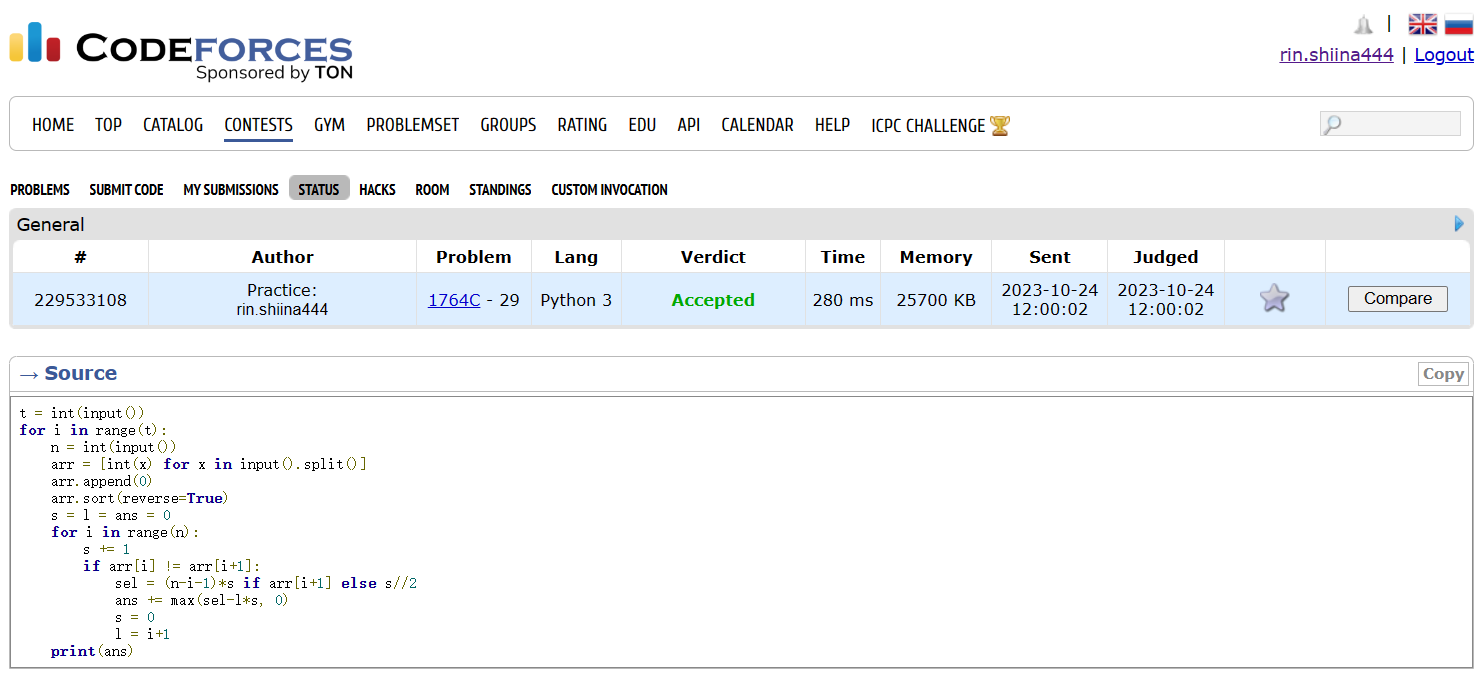 CODEFORCES
Sponsored by TON
|
rin.shiina444 | Logout
HOME TOP CATALOG CONTESTS GYM PROBLEMSET GROUPS RATING EDU API CALENDAR HELP ICPC CHALLENGE
PROBLEMS SUBMIT CODE MY SUBMISSIONS STATUS HACKS ROOM STANDINGS CUSTOM INVOCATION
General
# Author Problem Lang Verdict Time Memory Sent Judged
229533108 Practice: rin.shiina444 1764C - 29 Python 3 Accepted 280 ms 25700 KB 2023-10-24 12:00:02 2023-10-24 12:00:02 Compare
→ Source Copy
t = int(input())
for i in range(t):
    n = int(input())
    arr = [int(x) for x in input().split()]
    arr.append(0)
    arr.sort(reverse=True)
    s = l = ans = 0
    for i in range(n):
        s += 1
        if arr[i] != arr[i+1]:
            sel = (n-i-1)*s if arr[i+1] else s//2
            ans += max(sel-l*s, 0)
            s = 0
            l = i+1
    print(ans)